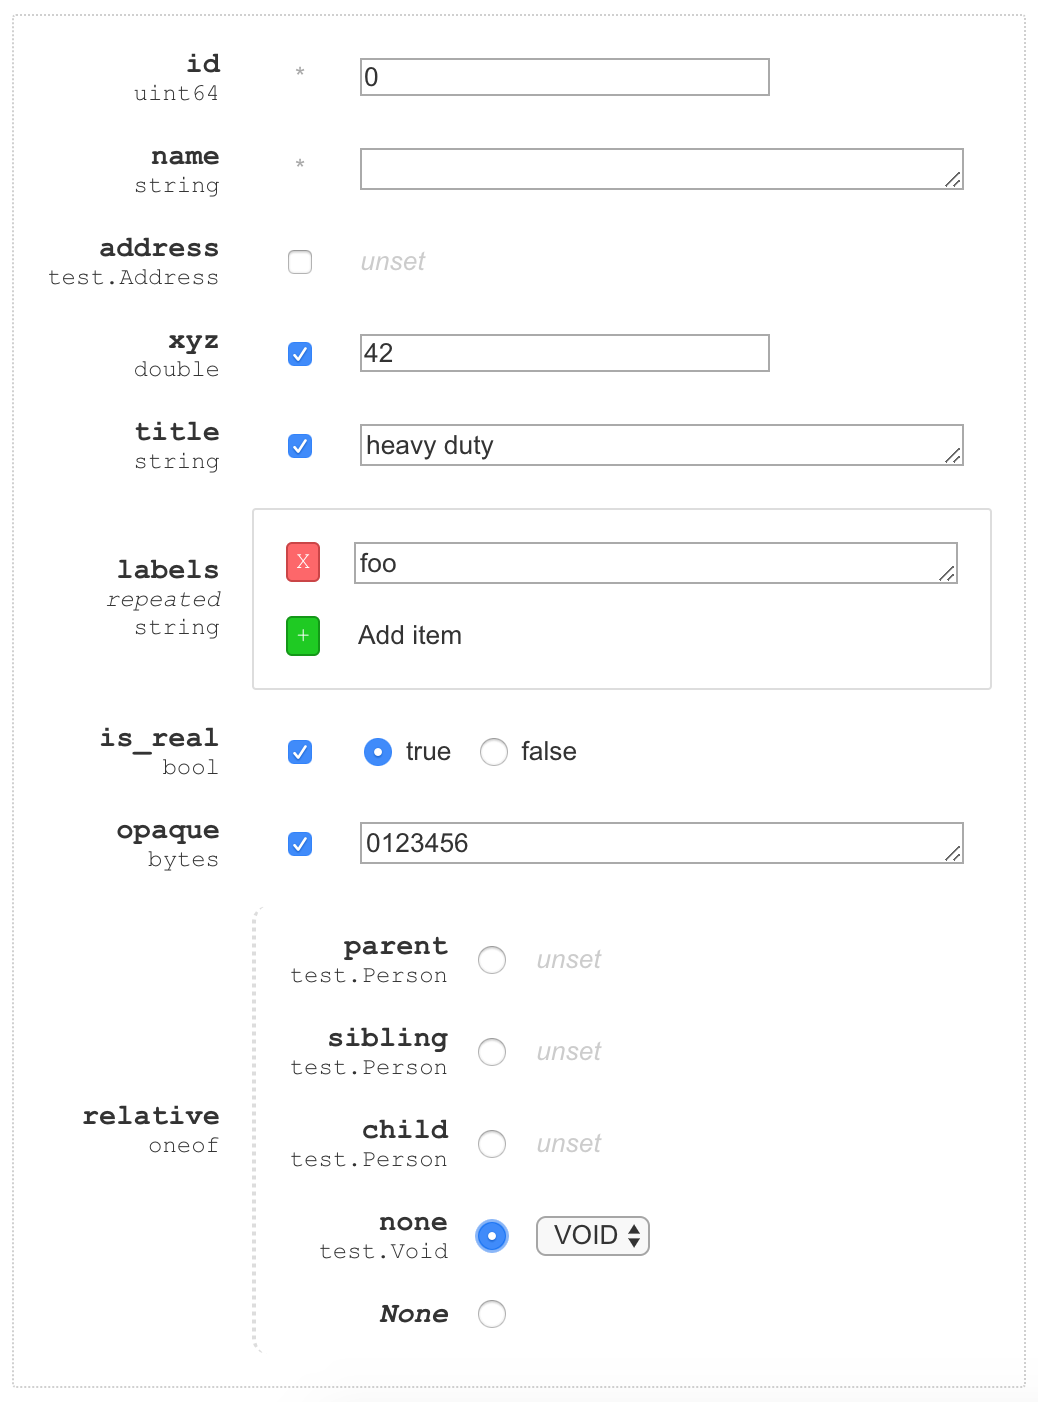 id
uint64
*
0
name
string
*
address
test.Address
unset
xyz
double
42
title
string
heavy duty
labels
repeated
string
X
foo
+
Add item
is_real
bool
true
false
opaque
bytes
0123456
relative
oneof
parent
test.Person
unset
sibling
test.Person
unset
child
test.Person
unset
none
test.Void
VOID
None